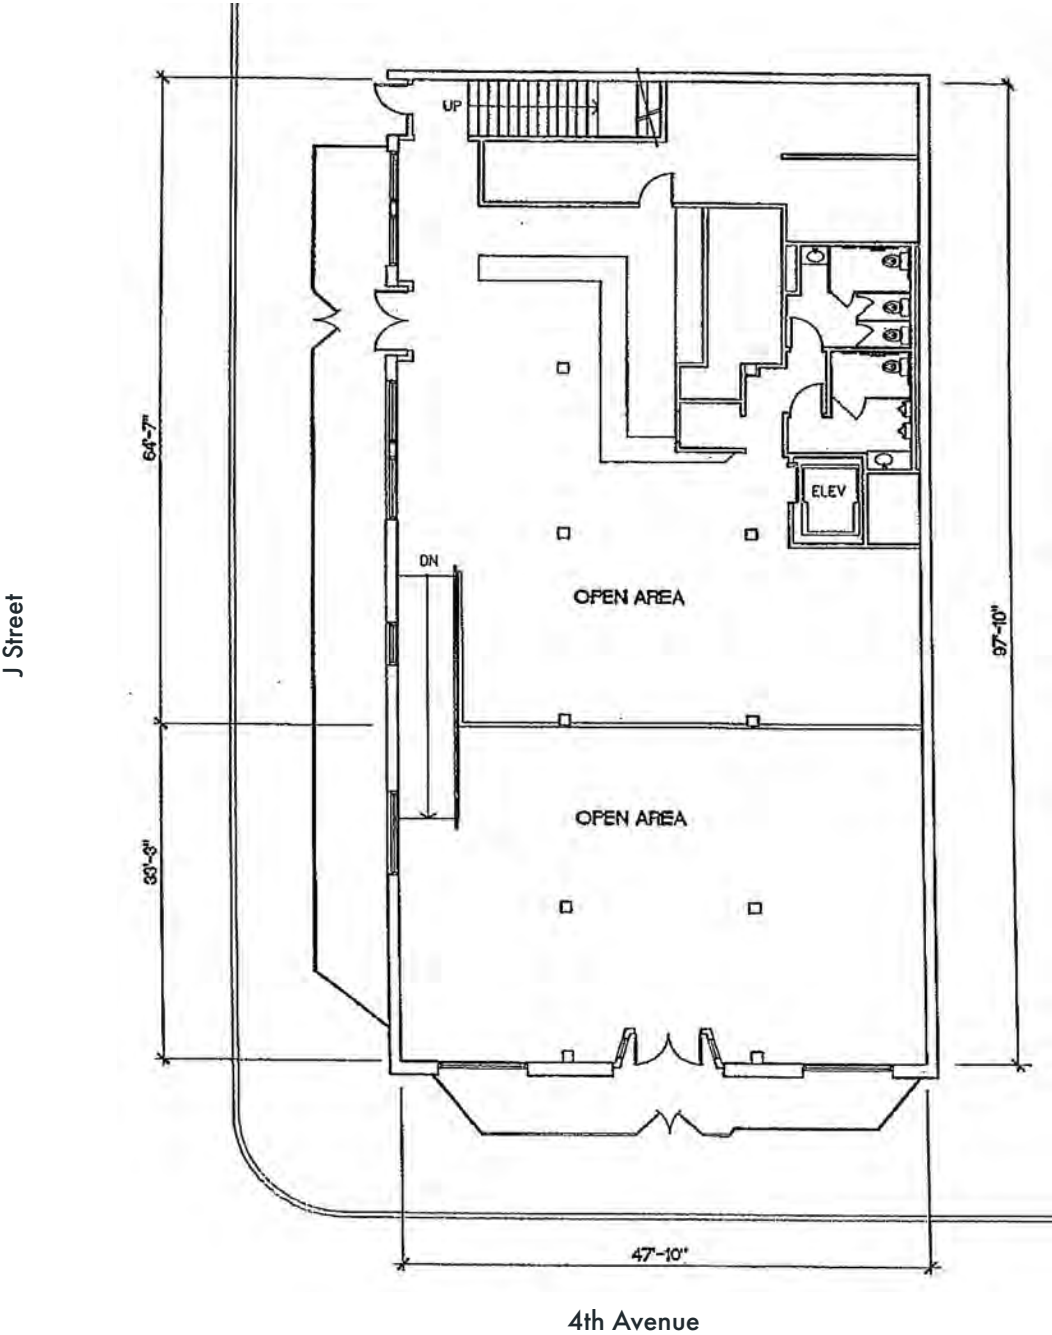 UP
64'-7"
ELEV
DN
OPEN AREA
J Street
97'-10"
OPEN AREA
33'-3"
47'-10"
4th Avenue